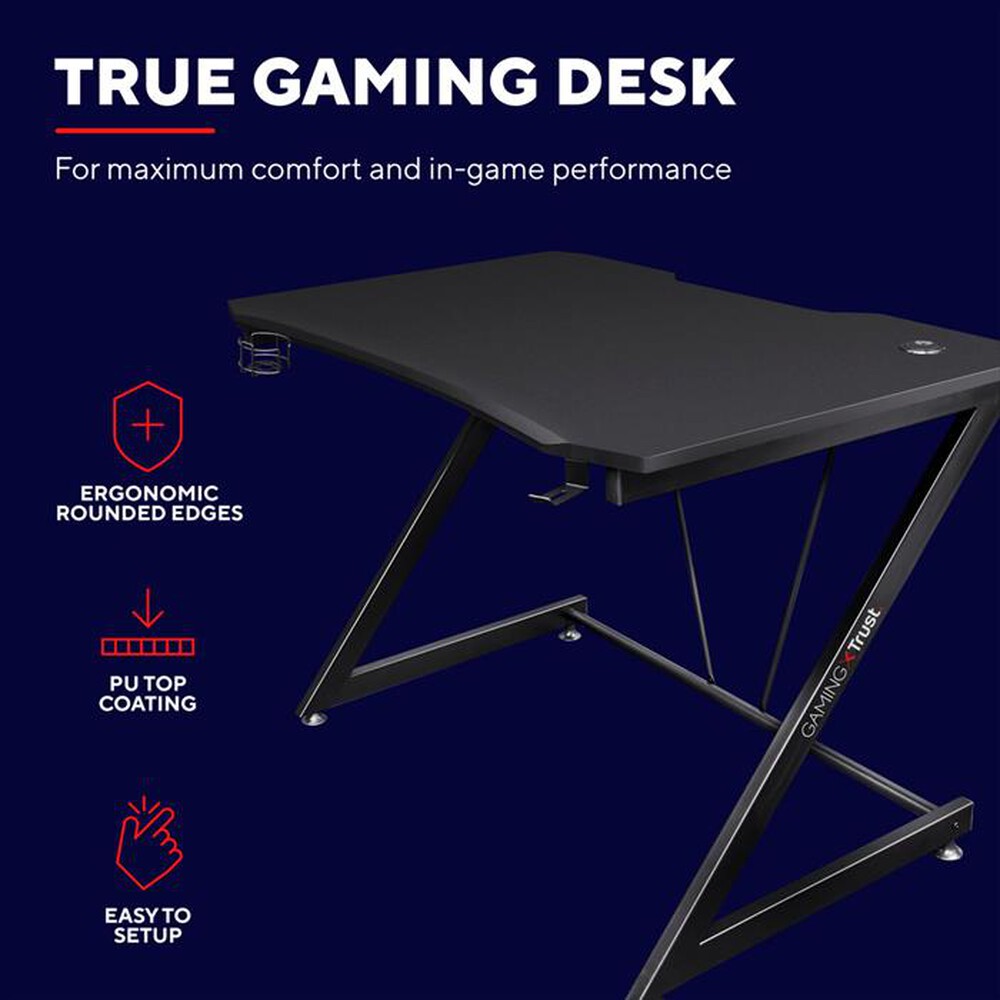 TRUE GAMING DESK
For maximum comfort and in-game performance
ERGONOMIC
ROUNDED EDGES
PU TOP
COATING
EASY TO
SETUP
GAMING X Trust